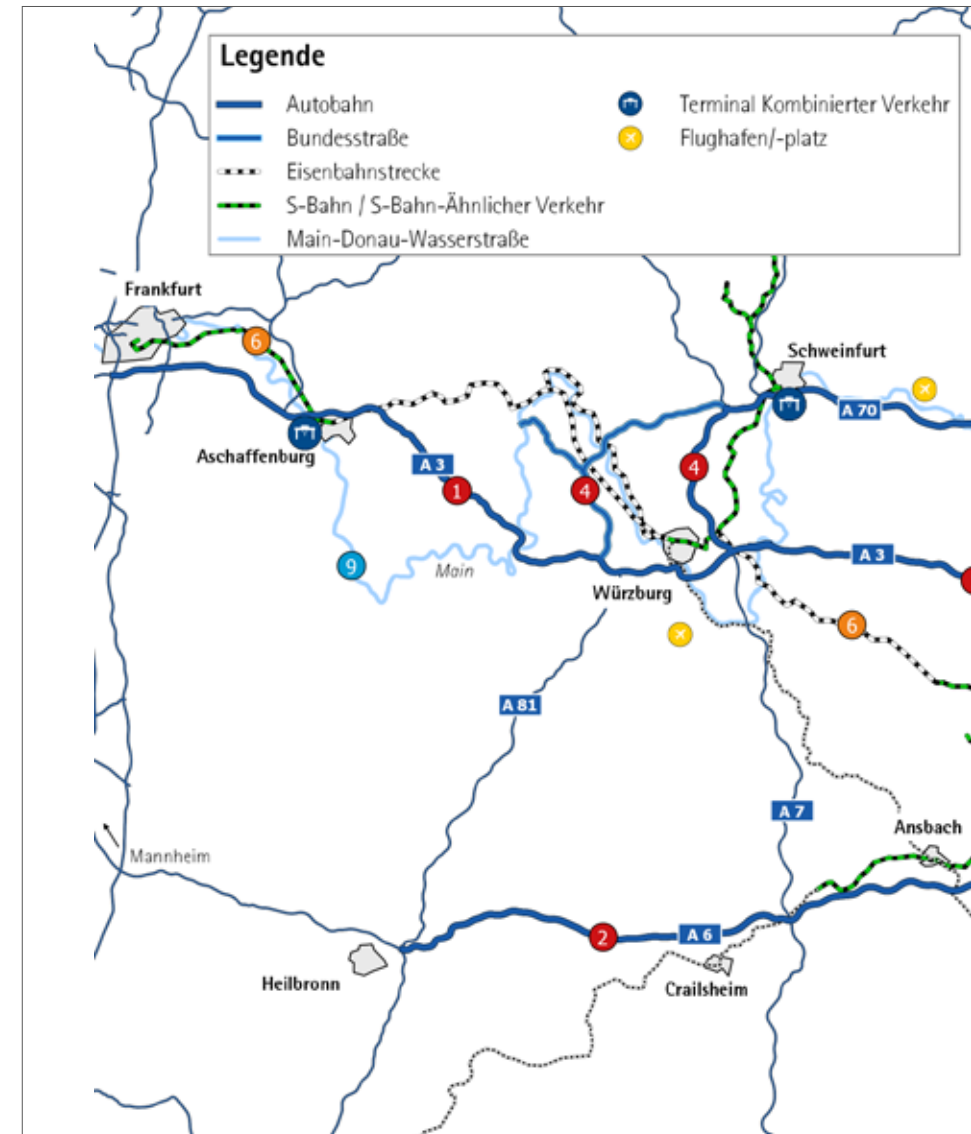 Legende
Autobahn
Bundesstraße
Eisenbahnstrecke
S-Bahn / S-Bahn-Ähnlicher Verkehr
Main-Donau-Wasserstraße
Terminal Kombinierter Verkehr
Flughafen/-platz
Frankfurt
6
Schweinfurt
A 70
Aschaffenburg
A 3
1
4
4
9
Main
A 3
Würzburg
6
A 81
A 7
Ansbach
Mannheim
2
A 6
Heilbronn
Crailsheim